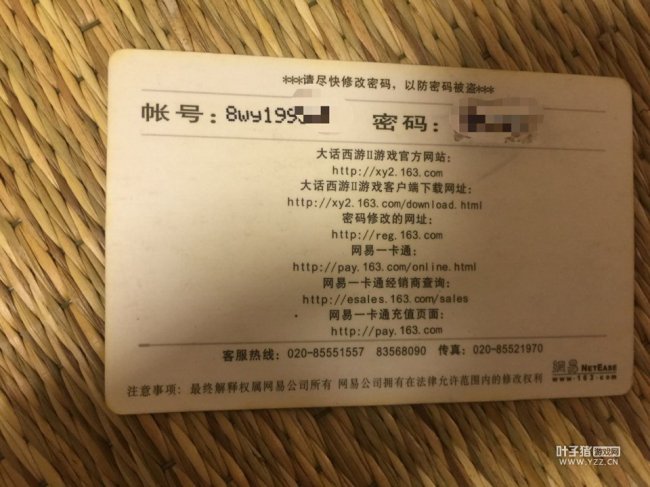 ***请尽快修改密码，以防密码被盗***
帐号：8wy199 密码：
大话西游II游戏官方网站：
http://xy2.163.com
大话西游II游戏客户端下载网址：
http://xy2.163.com/download.html
密码修改的网址：
http://reg.163.com
网易一卡通：
http://pay.163.com/online.html
网易一卡通经销商查询：
http://esales.163.com/sales
网易一卡通充值页面：
http://pay.163.com
客服热线：020-85551557 83568090 传真：020-85521970
網易 NETEASE
www.163.com
注意事项：最终解释权属网易公司所有 网易公司拥有在法律允许范围内的修改权利
叶子猪 游戏网
WWW.YZZ.CN